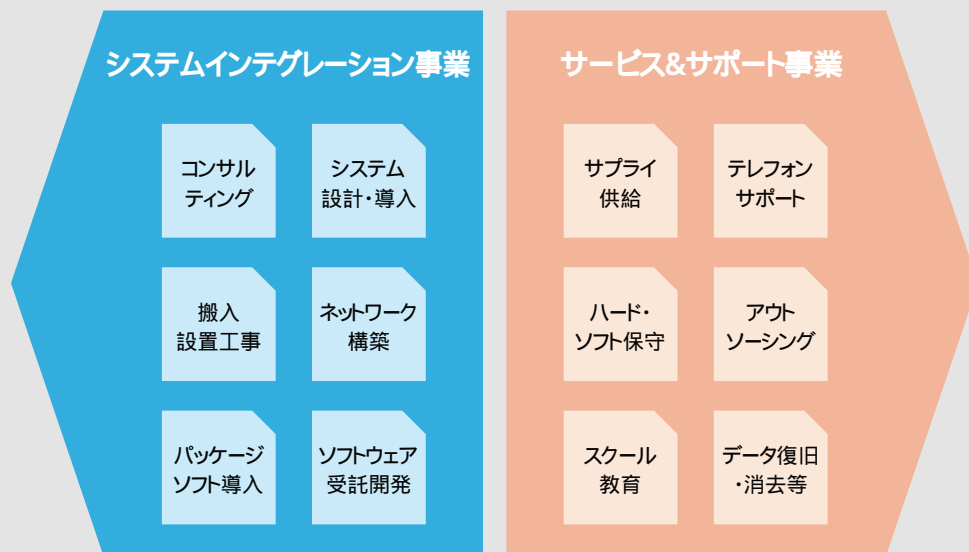 システムインテグレーション事業
コンサル
ティング
システム
設計・導入
搬入
設置工事
ネットワーク
構築
パッケージ
ソフト導入
ソフトウェア
受託開発
サービス&サポート事業
サプライ
供給
テレフォン
サポート
ハード・
ソフト保守
アウト
ソーシング
スクール
教育
データ復旧
・消去等